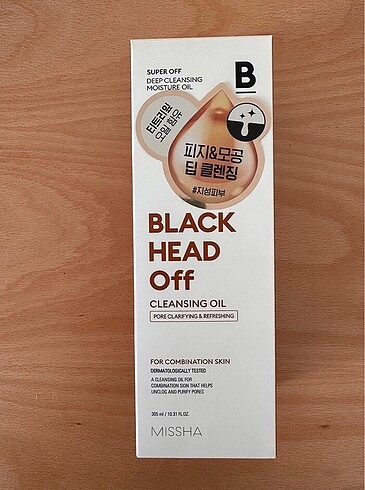 SUPER OFF
DEEP CLEANSING
MOISTURE OIL
B
피지&모공
딥 클렌징
#지성피부
BLACK
HEAD
Off
CLEANSING OIL
PORE CLARIFYING & REFRESHING
FOR COMBINATION SKIN
DERMATOLOGICALLY TESTED
A CLEANSING OIL FOR
COMBINATION SKIN THAT HELPS
UNCLOG AND PURIFY PORES
305 ml / 10.31 FL.OZ.
MISSHA